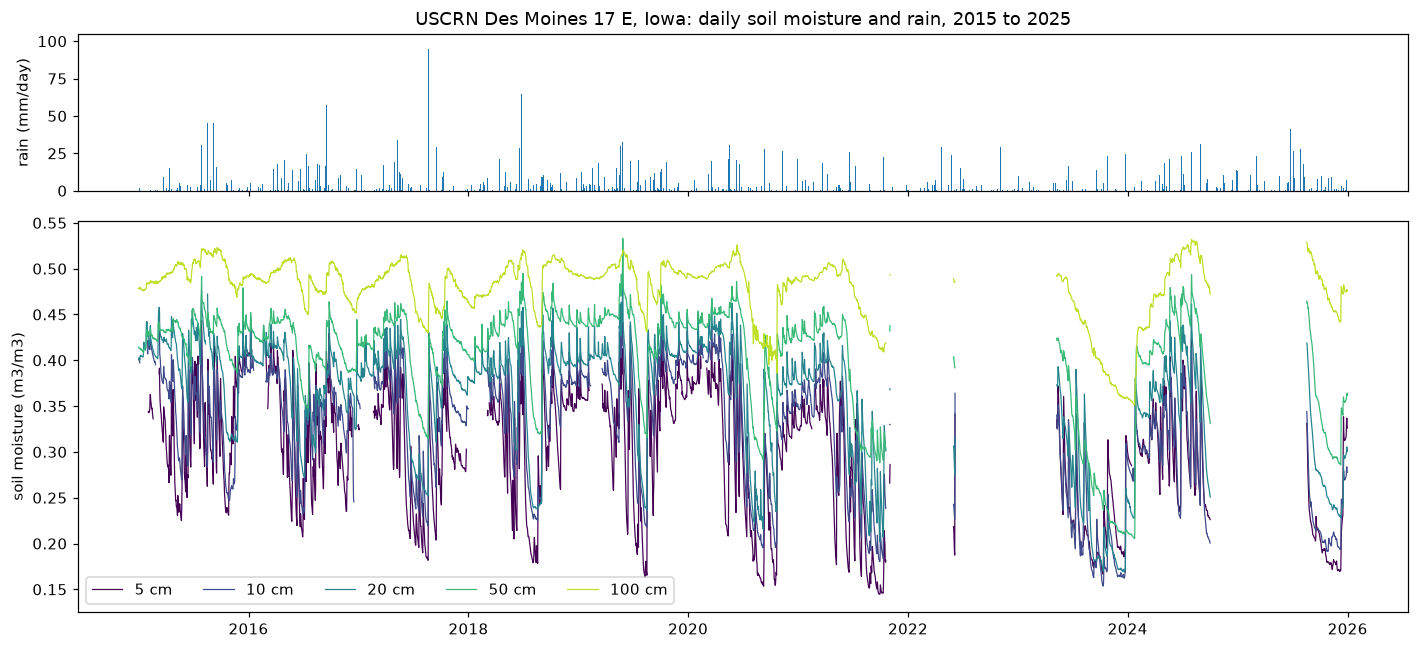 USCRN Des Moines 17 E, Iowa: daily soil moisture and rain, 2015 to 2025
100
75
50
25
0
rain (mm/day)
0.55
0.50
0.45
0.40
0.35
0.30
0.25
0.20
0.15
soil moisture (m3/m3)
5 cm 10 cm 20 cm 50 cm 100 cm
2016 2018 2020 2022 2024 2026